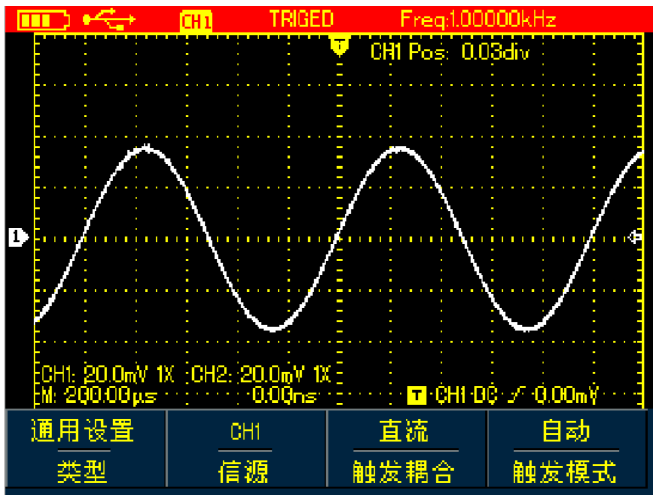 CH1 TRIGED Freq:1.00000kHz
T
CH1 Pos: 0.03div
1
CH1: 20.0mV 1X CH2: 20.0mV 1X
M: 200.00μs 0.00ns T CH1 DC 0.00mV
通用设置 CH1 直流 自动
类型 信源 触发耦合 触发模式